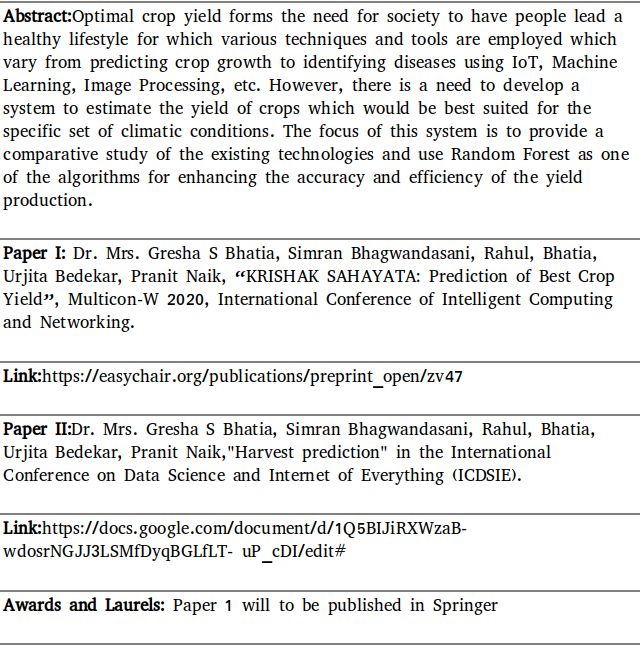 Abstract:Optimal crop yield forms the need for society to have people lead a
healthy lifestyle for which various techniques and tools are employed which
vary from predicting crop growth to identifying diseases using IoT, Machine
Learning, Image Processing, etc. However, there is a need to develop a
system to estimate the yield of crops which would be best suited for the
specific set of climatic conditions. The focus of this system is to provide a
comparative study of the existing technologies and use Random Forest as one
of the algorithms for enhancing the accuracy and efficiency of the yield
production.
Paper I: Dr. Mrs. Gresha S Bhatia, Simran Bhagwandasani, Rahul, Bhatia,
Urjita Bedekar, Pranit Naik, “KRISHAK SAHAYATA: Prediction of Best Crop
Yield”, Multicon-W 2020, International Conference of Intelligent Computing
and Networking.
Link:https://easychair.org/publications/preprint_open/zv47
Paper II:Dr. Mrs. Gresha S Bhatia, Simran Bhagwandasani, Rahul, Bhatia,
Urjita Bedekar, Pranit Naik,"Harvest prediction" in the International
Conference on Data Science and Internet of Everything (ICDSIE).
Link:https://docs.google.com/document/d/1Q5BIJiRXWzaB-
wdosrNGJJ3LSMfDyqBGLfLT- uP_cDI/edit#
Awards and Laurels: Paper 1 will to be published in Springer